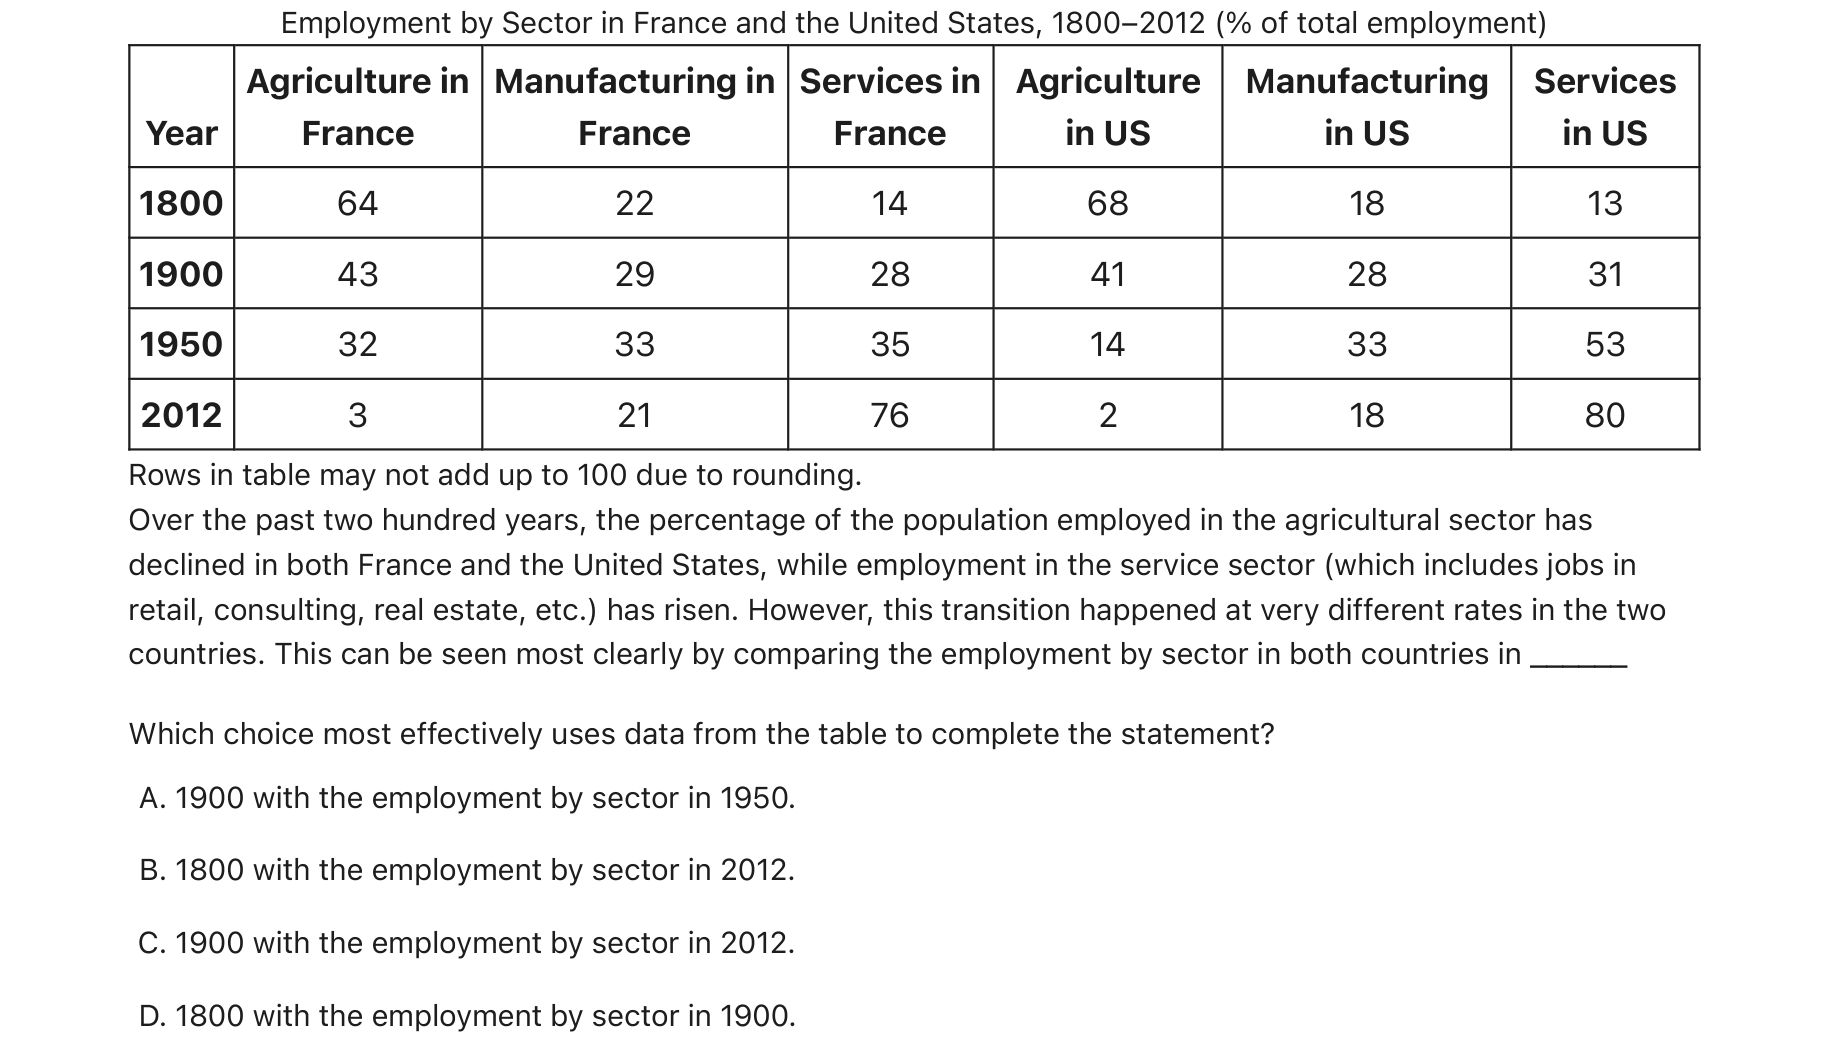 Employment by Sector in France and the United States, 1800–2012 (% of total employment)
Year Agriculture in France Manufacturing in France Services in France Agriculture in US Manufacturing in US Services in US
1800 64 22 14 68 18 13
1900 43 29 28 41 28 31
1950 32 33 35 14 33 53
2012 3 21 76 2 18 80
Rows in table may not add up to 100 due to rounding.
Over the past two hundred years, the percentage of the population employed in the agricultural sector has
declined in both France and the United States, while employment in the service sector (which includes jobs in
retail, consulting, real estate, etc.) has risen. However, this transition happened at very different rates in the two
countries. This can be seen most clearly by comparing the employment by sector in both countries in ______
Which choice most effectively uses data from the table to complete the statement?
A. 1900 with the employment by sector in 1950.
B. 1800 with the employment by sector in 2012.
C. 1900 with the employment by sector in 2012.
D. 1800 with the employment by sector in 1900.